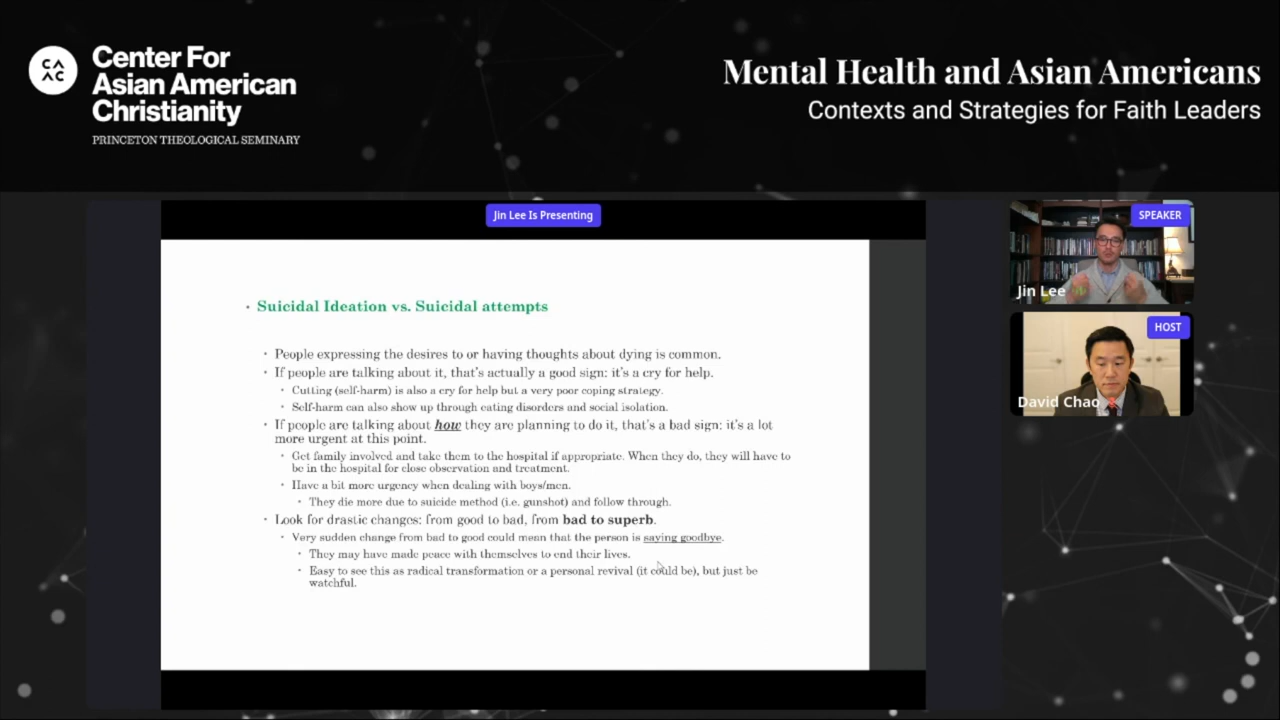 CA
AC
Center For
Asian American
Christianity
PRINCETON THEOLOGICAL SEMINARY
Mental Health and Asian Americans
Contexts and Strategies for Faith Leaders
Jin Lee Is Presenting
• Suicidal Ideation vs. Suicidal attempts
• People expressing the desires to or having thoughts about dying is common.
• If people are talking about it, that's actually a good sign: it's a cry for help.
• Cutting (self-harm) is also a cry for help but a very poor coping strategy.
• Self-harm can also show up through eating disorders and social isolation.
• If people are talking about how they are planning to do it, that's a bad sign: it's a lot
more urgent at this point.
• Get family involved and take them to the hospital if appropriate. When they do, they will have to
be in the hospital for close observation and treatment.
• Have a bit more urgency when dealing with boys/men.
• They die more due to suicide method (i.e. gunshot) and follow through.
• Look for drastic changes: from good to bad, from bad to superb.
• Very sudden change from bad to good could mean that the person is saying goodbye.
• They may have made peace with themselves to end their lives.
• Easy to see this as radical transformation or a personal revival (it could be), but just be
watchful.
SPEAKER
Jin Lee
HOST
David Chao